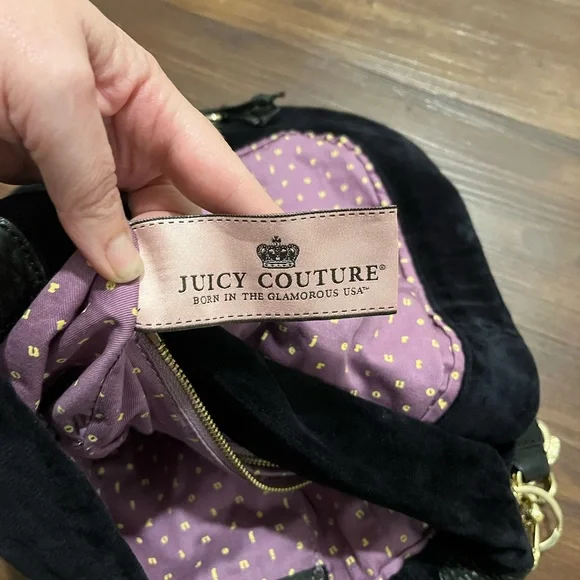 JUICY COUTURE®
BORN IN THE GLAMOROUS USA™